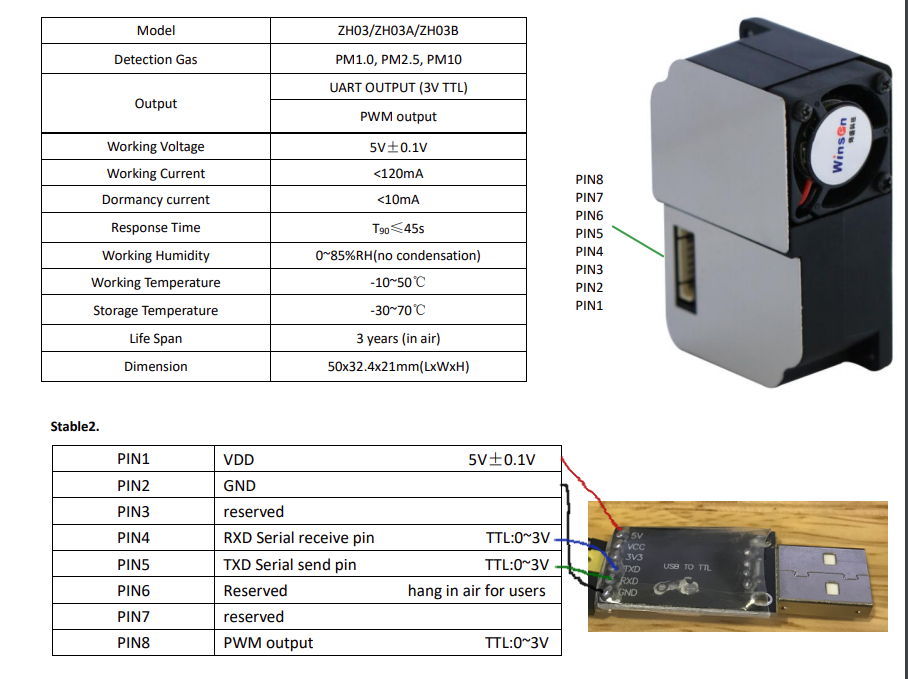 Model ZH03/ZH03A/ZH03B
Detection Gas PM1.0, PM2.5, PM10
Output UART OUTPUT (3V TTL)
PWM output
Working Voltage 5V±0.1V
Working Current <120mA
Dormancy current <10mA
Response Time T₉₀≤45s
Working Humidity 0~85%RH(no condensation)
Working Temperature -10~50℃
Storage Temperature -30~70℃
Life Span 3 years (in air)
Dimension 50x32.4x21mm(LxWxH)
PIN8
PIN7
PIN6
PIN5
PIN4
PIN3
PIN2
PIN1
Winsen
Stable2.
PIN1 VDD 5V±0.1V
PIN2 GND
PIN3 reserved
PIN4 RXD Serial receive pin TTL:0~3V
PIN5 TXD Serial send pin TTL:0~3V
PIN6 Reserved hang in air for users
PIN7 reserved
PIN8 PWM output TTL:0~3V
5V
VCC
3V3
TXD
RXD
GND
USB TO TTL